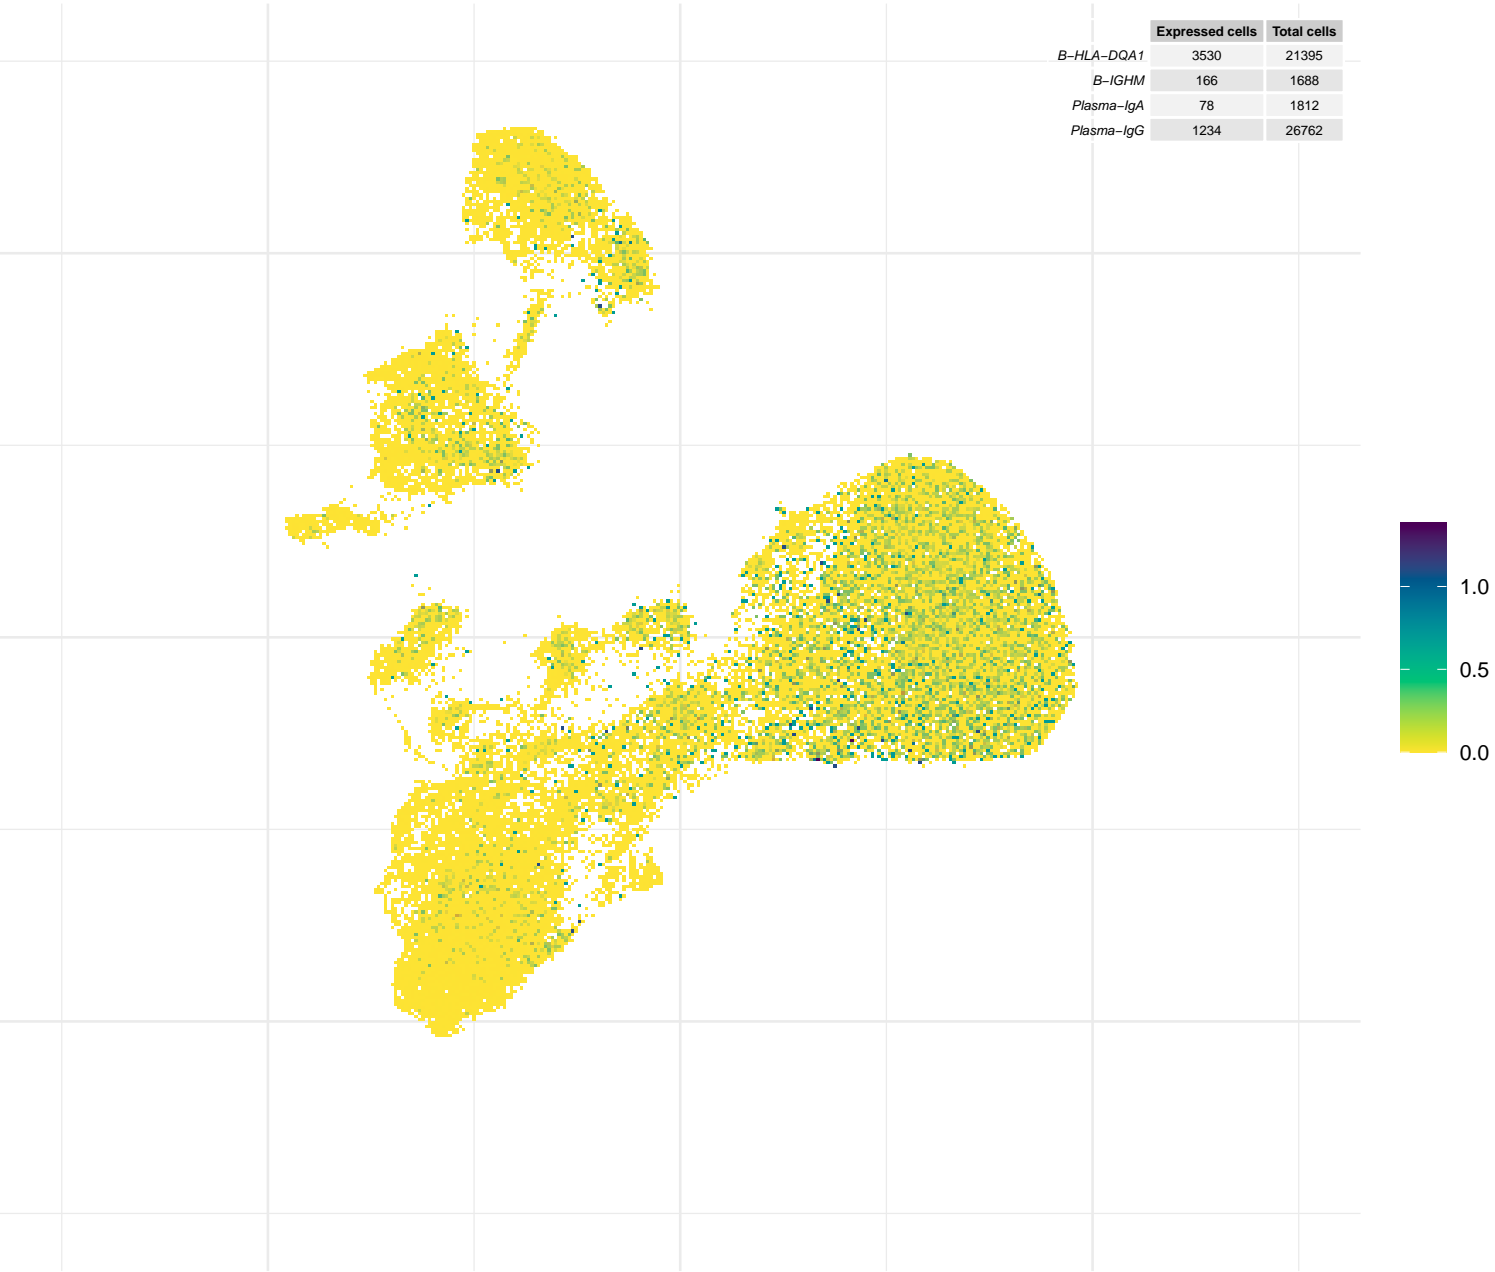 Expressed cells Total cells
B−HLA−DQA1 3530 21395
B−IGHM 166 1688
Plasma−IgA 78 1812
Plasma−IgG 1234 26762
1.0
0.5
0.0